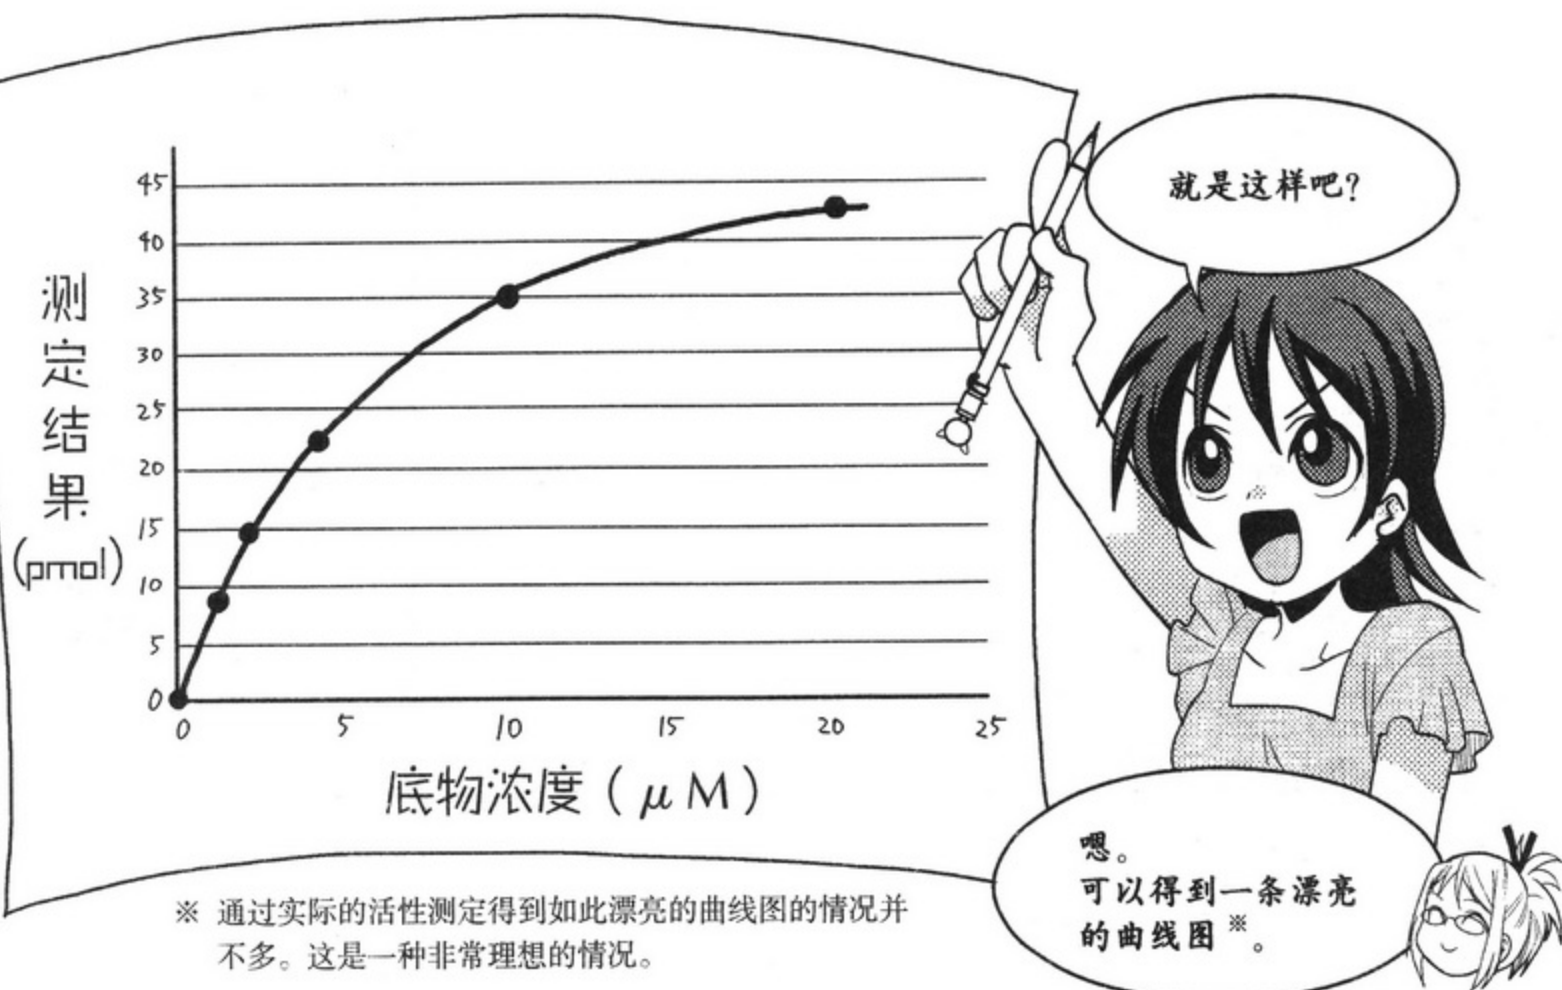 就是这样吧？
45
40
35
30
25
20
15
10
5
0
测定结果
(pmol)
0 5 10 15 20 25
底物浓度（μM）
嗯。
可以得到一条漂亮
的曲线图※。
※ 通过实际的活性测定得到如此漂亮的曲线图的情况并
不多。这是一种非常理想的情况。